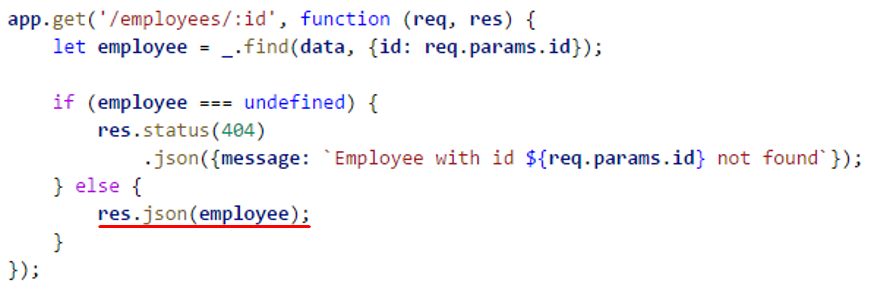 app.get('/employees/:id', function (req, res) {
    let employee = _.find(data, {id: req.params.id});

    if (employee === undefined) {
        res.status(404)
            .json({message: `Employee with id ${req.params.id} not found`});
    } else {
        res.json(employee);
    }
});